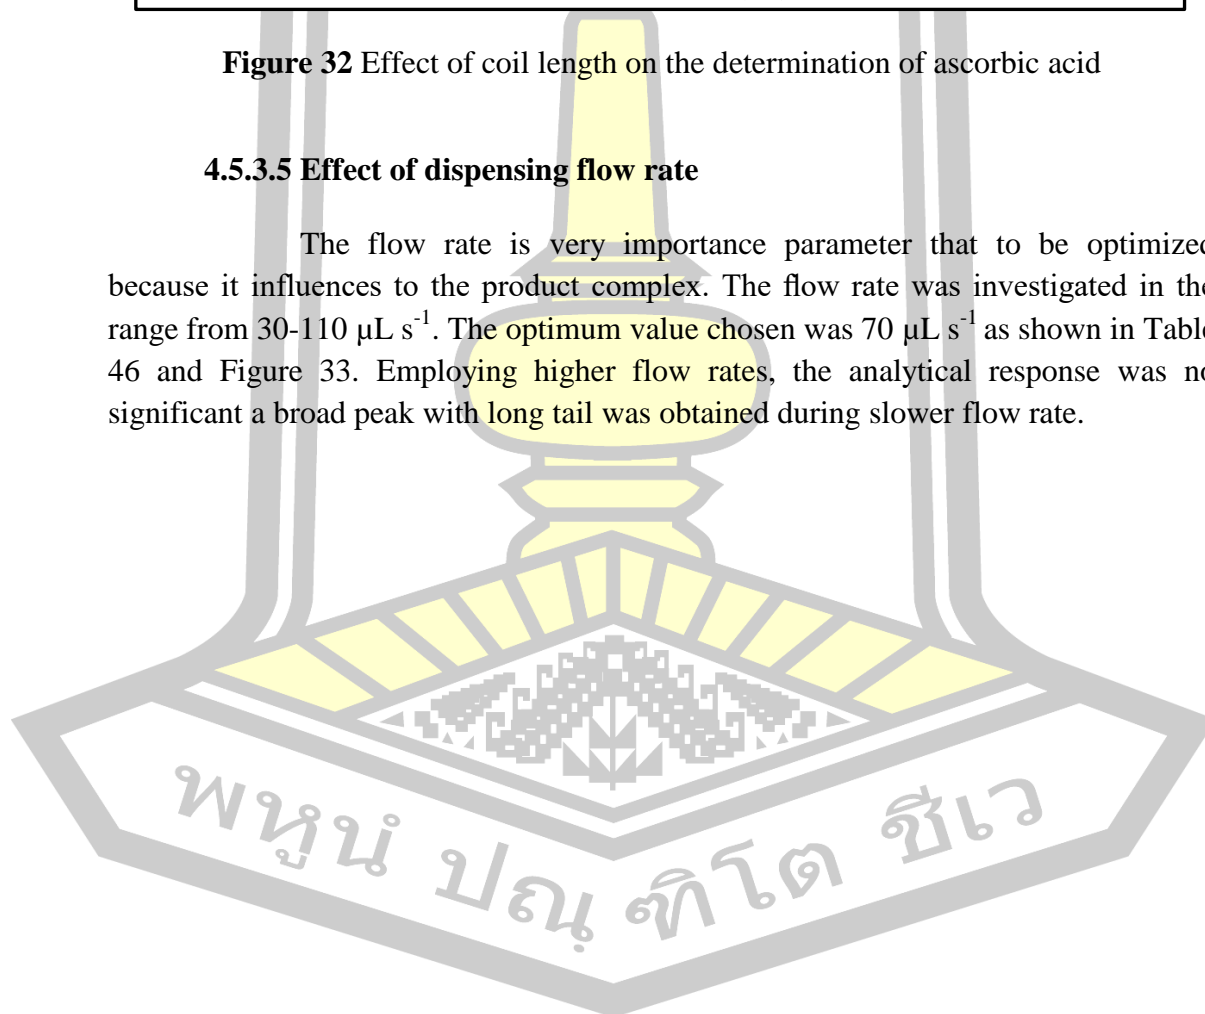 Figure 32 Effect of coil length on the determination of ascorbic acid
4.5.3.5 Effect of dispensing flow rate
The flow rate is very importance parameter that to be optimized
because it influences to the product complex. The flow rate was investigated in the
range from 30-110 µL s-1. The optimum value chosen was 70 µL s-1 as shown in Table
46 and Figure 33. Employing higher flow rates, the analytical response was no
significant a broad peak with long tail was obtained during slower flow rate.
พหูนํ ปณฺฑิโต ชีเว